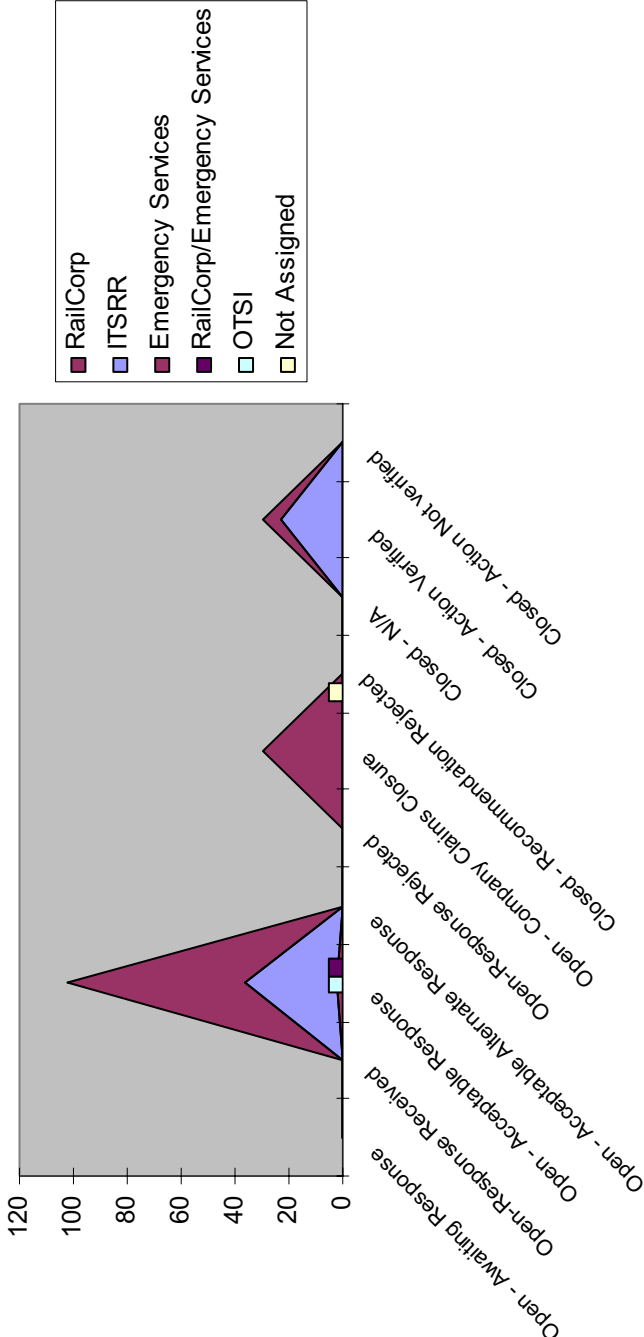 120
100
80
60
40
20
0
Open - Awaiting Response
Open-Response Received
Open - Acceptable Response
Open - Acceptable Alternate Response
Open-Response Rejected
Open - Company Claims Closure
Closed - Recommendation Rejected
Closed - N/A
Closed - Action Verified
Closed - Action Not verified
RailCorp
ITSRR
Emergency Services
RailCorp/Emergency Services
OTSI
Not Assigned